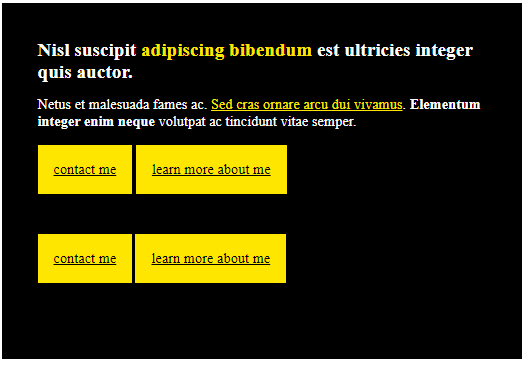 Nisl suscipit adipiscing bibendum est ultricies integer
quis auctor.
Netus et malesuada fames ac. Sed cras ornare arcu dui vivamus. Elementum
integer enim neque volutpat ac tincidunt vitae semper.
contact me learn more about me
contact me learn more about me